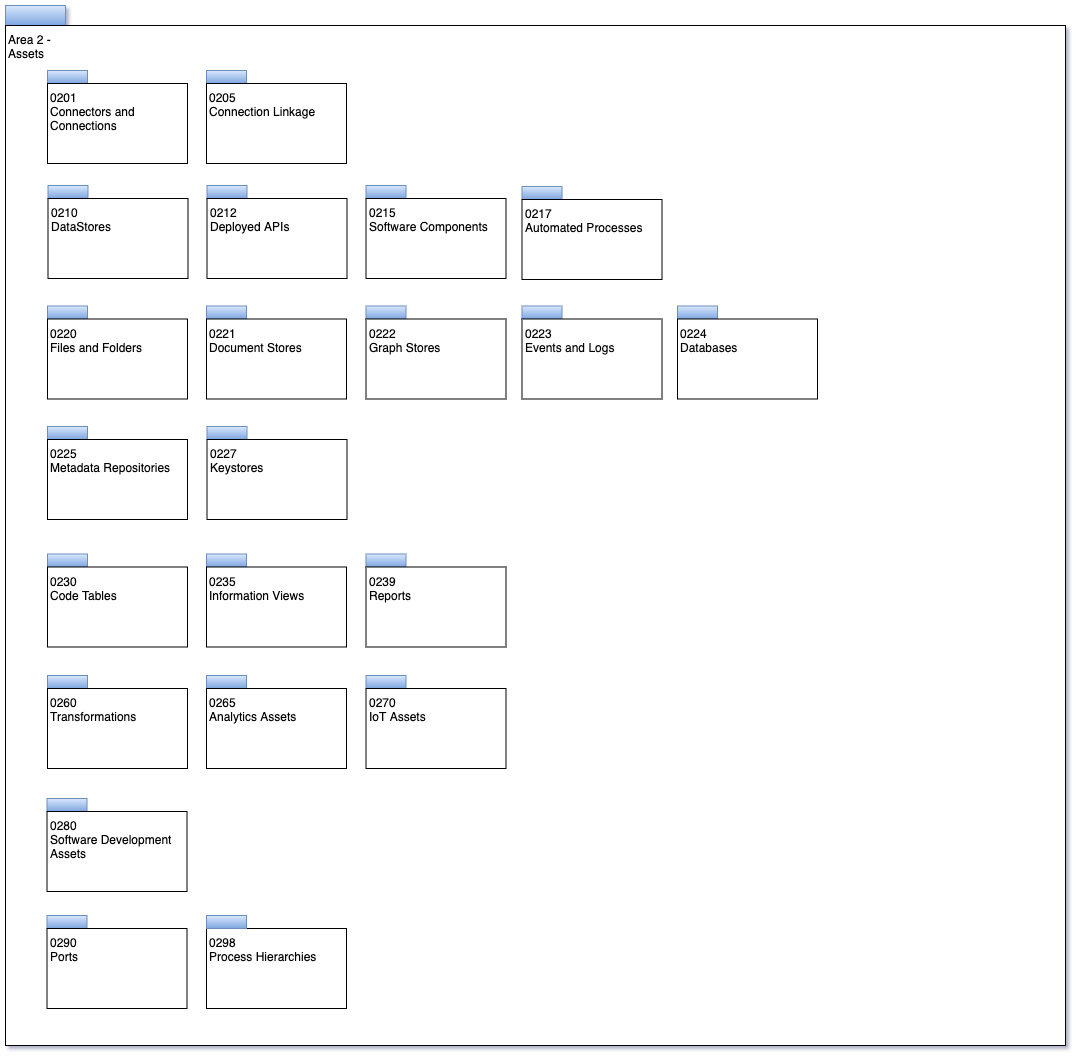 Area 2 -
Assets
0201
Connectors and
Connections
0205
Connection Linkage
0210
DataStores
0212
Deployed APIs
0215
Software Components
0217
Automated Processes
0220
Files and Folders
0221
Document Stores
0222
Graph Stores
0223
Events and Logs
0224
Databases
0225
Metadata Repositories
0227
Keystores
0230
Code Tables
0235
Information Views
0239
Reports
0260
Transformations
0265
Analytics Assets
0270
IoT Assets
0280
Software Development
Assets
0290
Ports
0298
Process Hierarchies